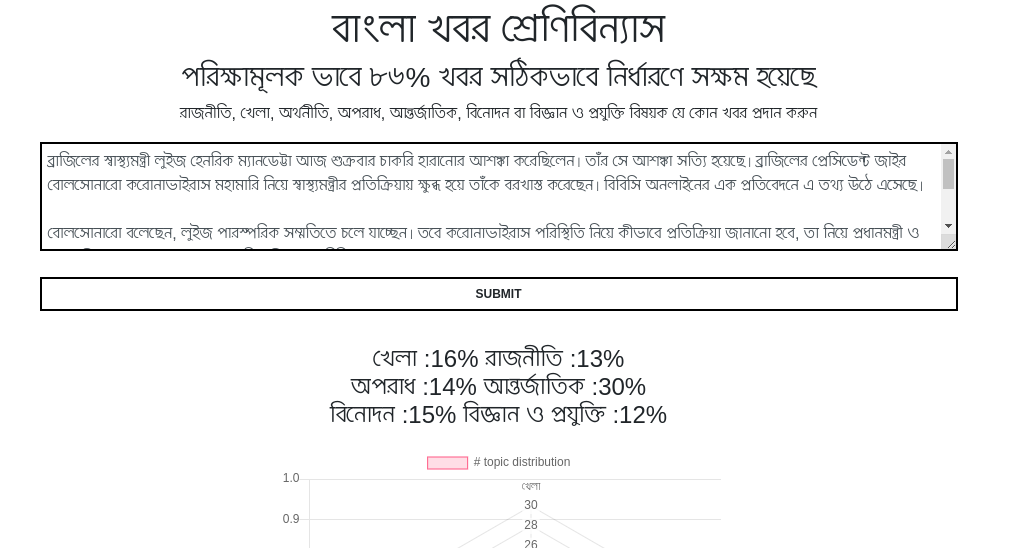 বাংলা খবর শ্রেণিবিন্যাস
পরিক্ষামূলক ভাবে ৮৬% খবর সঠিকভাবে নির্ধারণে সক্ষম হয়েছে
রাজনীতি, খেলা, অর্থনীতি, অপরাধ, আন্তর্জাতিক, বিনোদন বা বিজ্ঞান ও প্রযুক্তি বিষয়ক যে কোন খবর প্রদান করুন
ব্রাজিলের স্বাস্থ্যমন্ত্রী লুইজ হেনরিক ম্যানডেট্টা আজ শুক্রবার চাকরি হারানোর আশঙ্কা করেছিলেন। তাঁর সে আশঙ্কা সত্যি হয়েছে। ব্রাজিলের প্রেসিডেন্ট জাইর
বোলসোনারো করোনাভাইরাস মহামারি নিয়ে স্বাস্থ্যমন্ত্রীর প্রতিক্রিয়ায় ক্ষুব্ধ হয়ে তাঁকে বরখাস্ত করেছেন। বিবিসি অনলাইনের এক প্রতিবেদনে এ তথ্য উঠে এসেছে।
বোলসোনারো বলেছেন, লুইজ পারস্পরিক সম্মতিতে চলে যাচ্ছেন। তবে করোনাভাইরাস পরিস্থিতি নিয়ে কীভাবে প্রতিক্রিয়া জানানো হবে, তা নিয়ে প্রধানমন্ত্রী ও
SUBMIT
খেলা :16% রাজনীতি :13%
অপরাধ :14% আন্তর্জাতিক :30%
বিনোদন :15% বিজ্ঞান ও প্রযুক্তি :12%
# topic distribution
1.0
খেলা
30
0.9
28
26